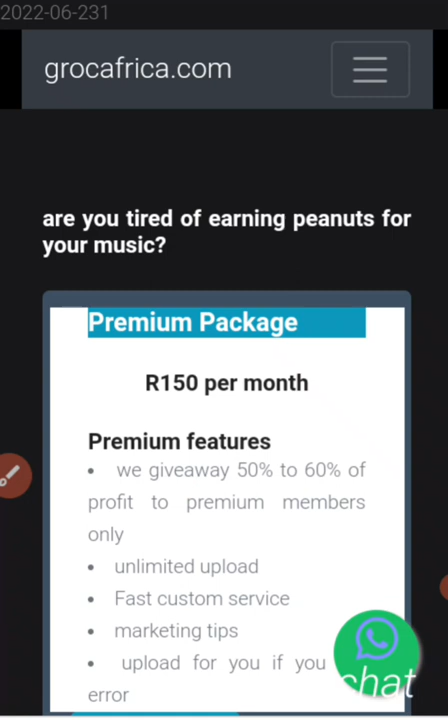 2022-06-231
grocafrica.com
are you tired of earning peanuts for
your music?
Premium Package
R150 per month
Premium features
• we giveaway 50% to 60% of
profit to premium members
only
• unlimited upload
• Fast custom service
• marketing tips
• upload for you if you
error
chat